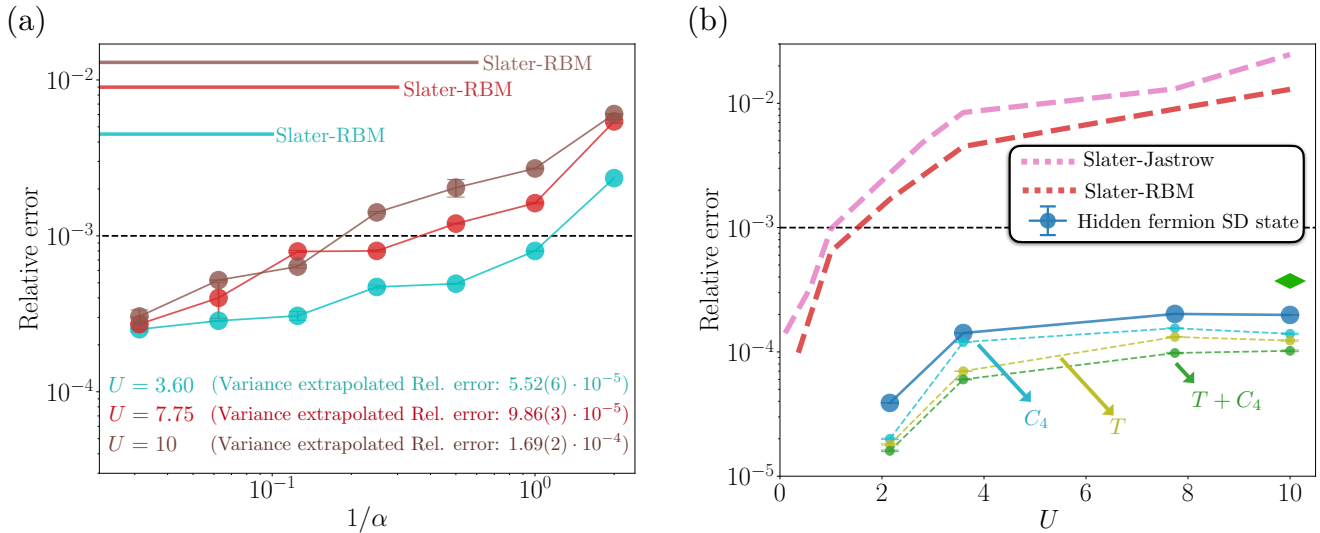 (a)
10^{-2}
10^{-3}
10^{-4}
Relative error
Slater-RBM
Slater-RBM
Slater-RBM
U = 3.60 (Variance extrapolated Rel. error: 5.52(6) · 10^{-5})
U = 7.75 (Variance extrapolated Rel. error: 9.86(3) · 10^{-5})
U = 10 (Variance extrapolated Rel. error: 1.69(2) · 10^{-4})
10^{-1} 10^{0}
1/α
(b)
10^{-2}
10^{-3}
10^{-4}
10^{-5}
Relative error
Slater-Jastrow
Slater-RBM
Hidden fermion SD state
C_4
T
T + C_4
0 2 4 6 8 10
U